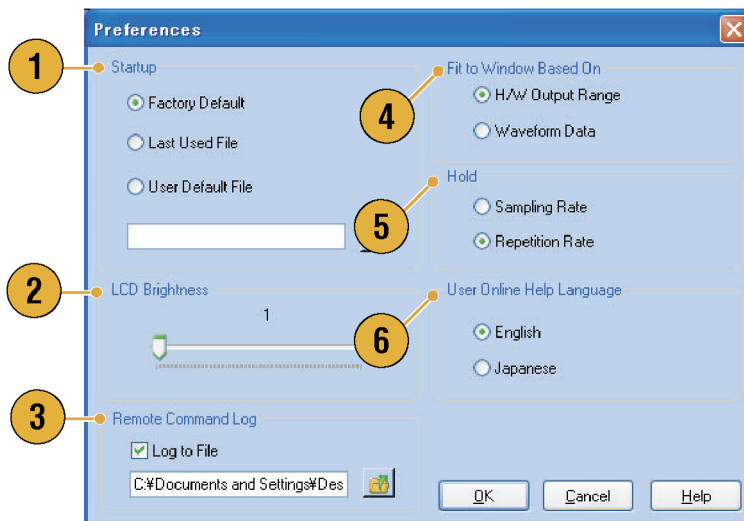 Preferences
1
Startup
Factory Default
Last Used File
User Default File
2
LCD Brightness
1
3
Remote Command Log
Log to File
C:¥Documents and Settings¥Des
4
Fit to Window Based On
H/W Output Range
Waveform Data
5
Hold
Sampling Rate
Repetition Rate
6
User Online Help Language
English
Japanese
OK
Cancel
Help